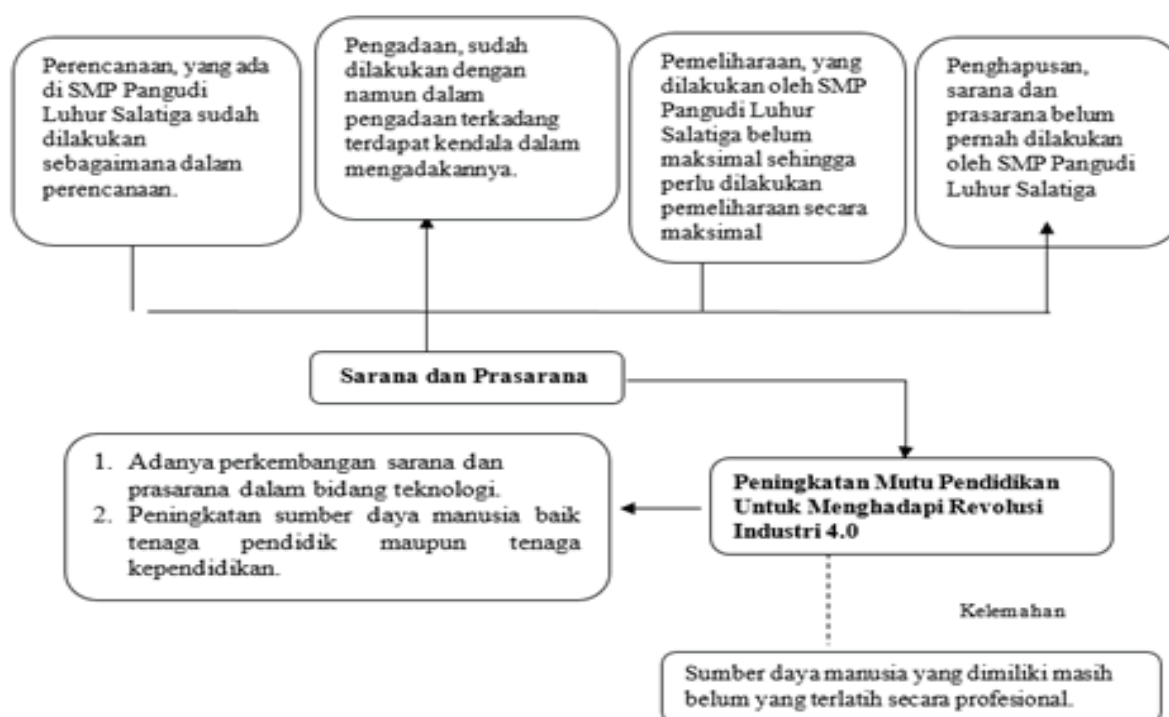 Perencanaan, yang ada
di SMP Pangudi
Luhur Salatiga sudah
dilakukan
sebagaimana dalam
perencanaan.
Pengadaan, sudah
dilakukan dengan
namun dalam
pengadaan terkadang
terdapat kendala dalam
mengadakannya.
Pemeliharaan, yang
dilakukan oleh SMP
Pangudi Luhur
Salatiga belum
maksimal sehingga
perlu dilakukan
pemeliharaan secara
maksimal
Penghapusan,
sarana dan
prasarana belum
pernah dilakukan
oleh SMP Pangudi
Luhur Salatiga
Sarana dan Prasarana
1. Adanya perkembangan sarana dan
prasarana dalam bidang teknologi.
2. Peningkatan sumber daya manusia baik
tenaga pendidik maupun tenaga
kependidikan.
Peningkatan Mutu Pendidikan
Untuk Menghadapi Revolusi
Industri 4.0
Kelemahan
Sumber daya manusia yang dimiliki masih
belum yang terlatih secara profesional.